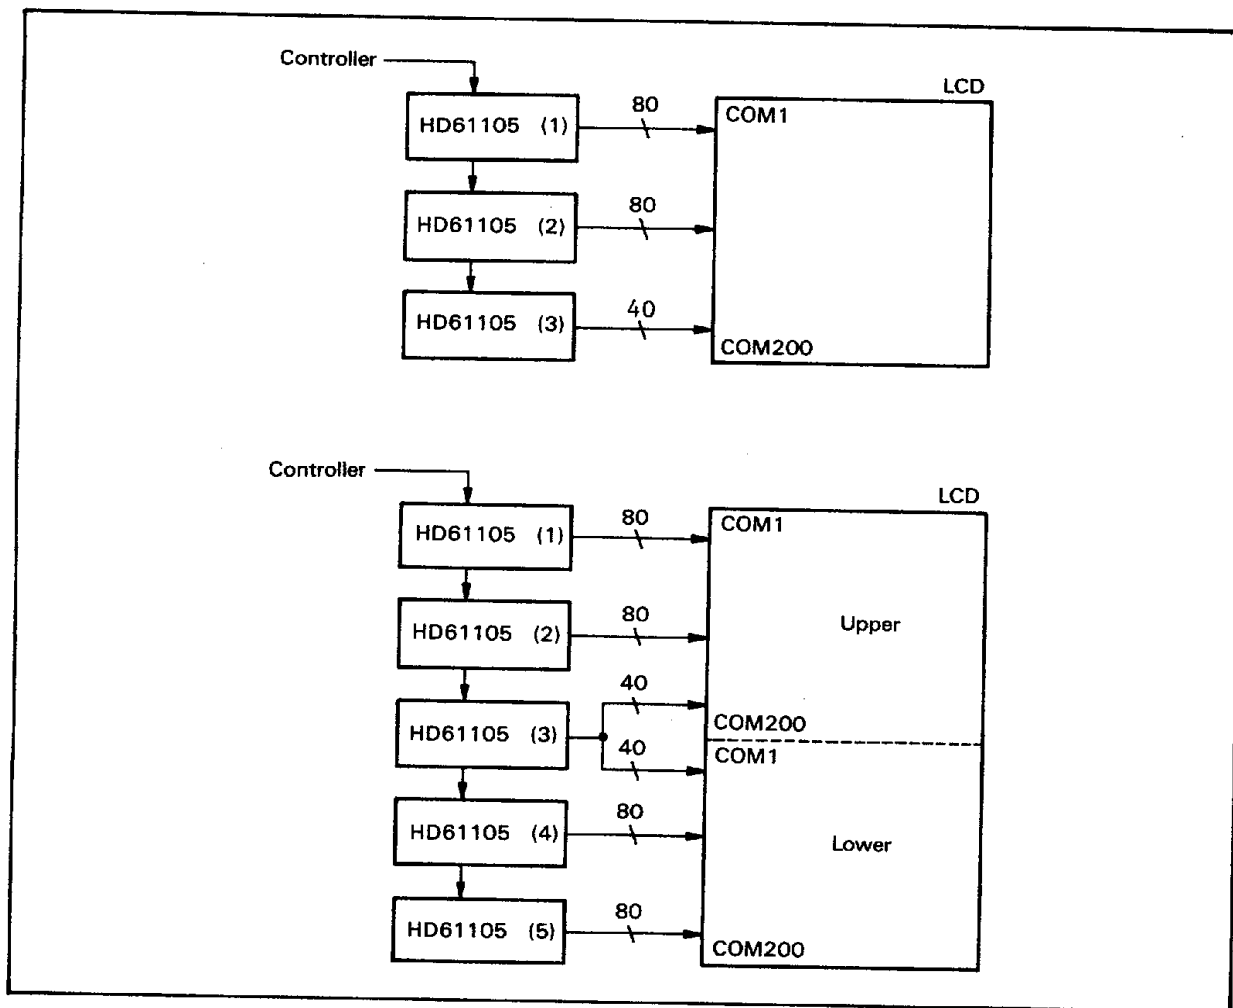 Controller
LCD
HD61105 (1)
80
COM1
HD61105 (2)
80
HD61105 (3)
40
COM200
Controller
LCD
HD61105 (1)
80
COM1
HD61105 (2)
80
Upper
40
HD61105 (3)
COM200
40
COM1
HD61105 (4)
80
Lower
HD61105 (5)
80
COM200